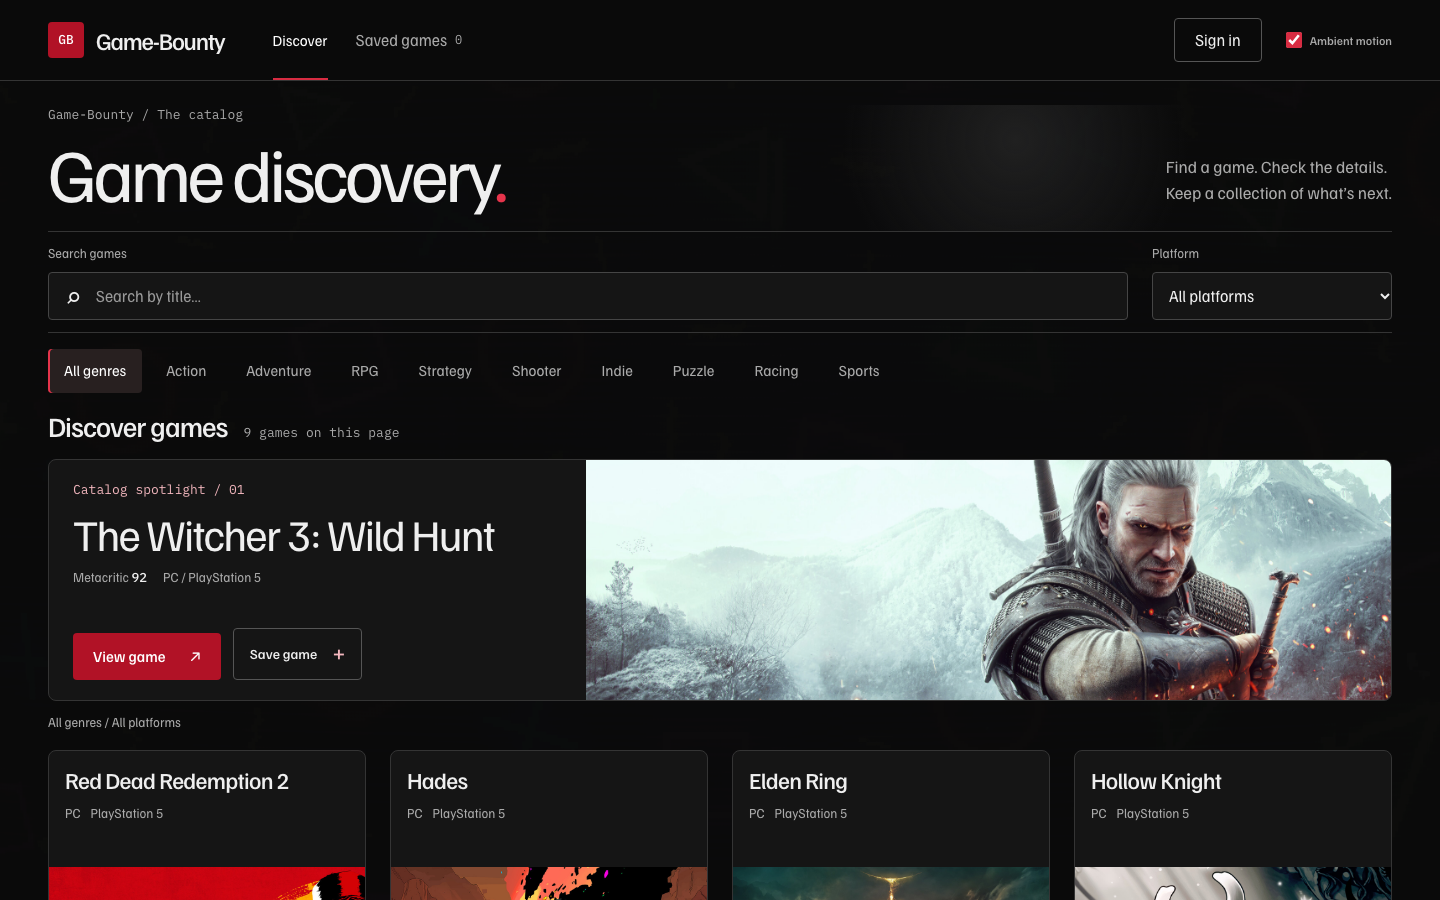 GB
Game-Bounty
Discover
Saved games 0
Sign in
Ambient motion
Game-Bounty / The catalog
Game discovery.
Find a game. Check the details.
Keep a collection of what's next.
Search games
Platform
Search by title...
All platforms
All genres
Action
Adventure
RPG
Strategy
Shooter
Indie
Puzzle
Racing
Sports
Discover games
9 games on this page
Catalog spotlight / 01
The Witcher 3: Wild Hunt
Metacritic 92 PC / PlayStation 5
View game
Save game +
All genres / All platforms
Red Dead Redemption 2
PC PlayStation 5
Hades
PC PlayStation 5
Elden Ring
PC PlayStation 5
Hollow Knight
PC PlayStation 5